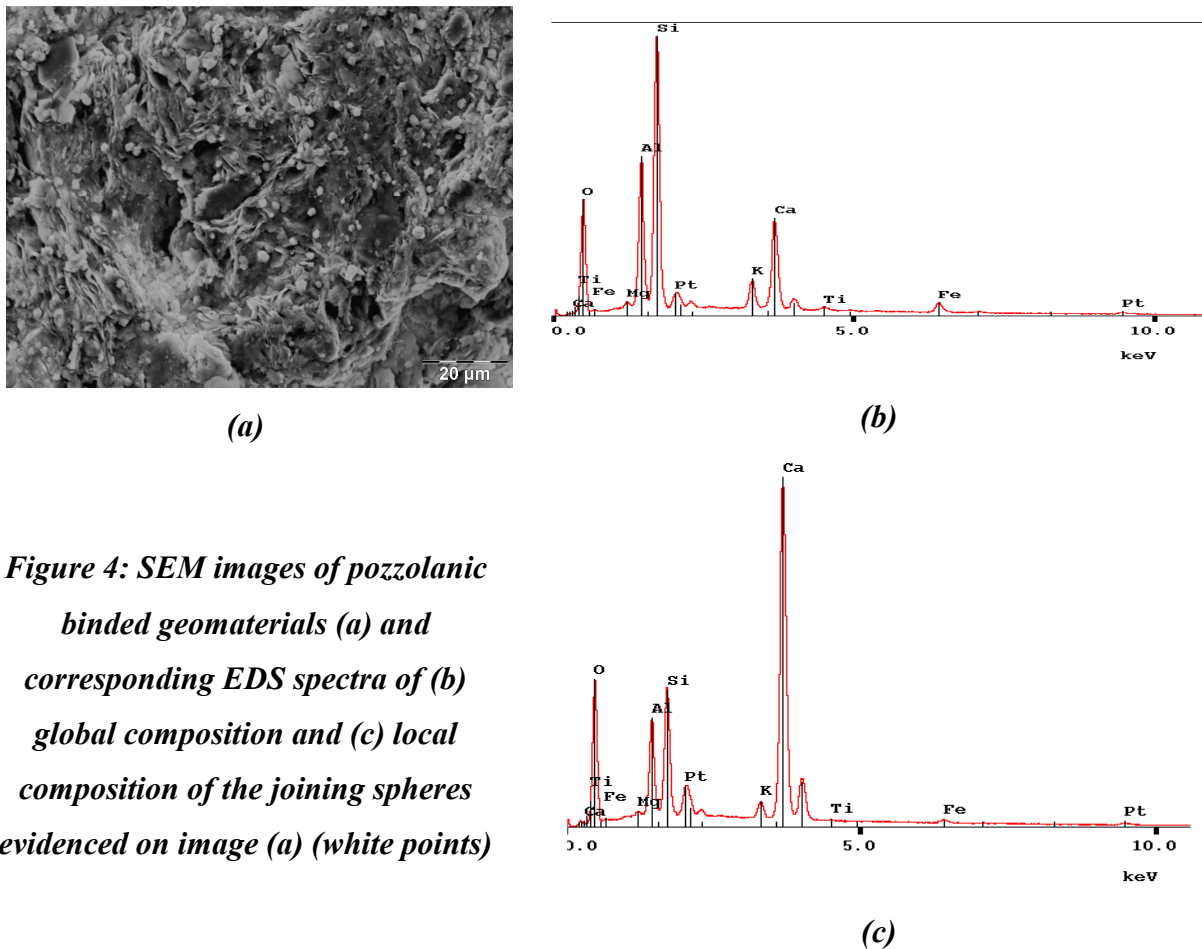 20 µm
(a)
Si
Al
O
Ca
K
Ti
Fe
Ca
Mg
Pt
Ti
Fe
Pt
0.0 5.0 10.0
keV
(b)
Figure 4: SEM images of pozzolanic
binded geomaterials (a) and
corresponding EDS spectra of (b)
global composition and (c) local
composition of the joining spheres
evidenced on image (a) (white points)
Ca
O
Si
Al
Pt
Ti
Fe
Ca
Mg
K
Ti
Fe
Pt
0.0 5.0 10.0
keV
(c)